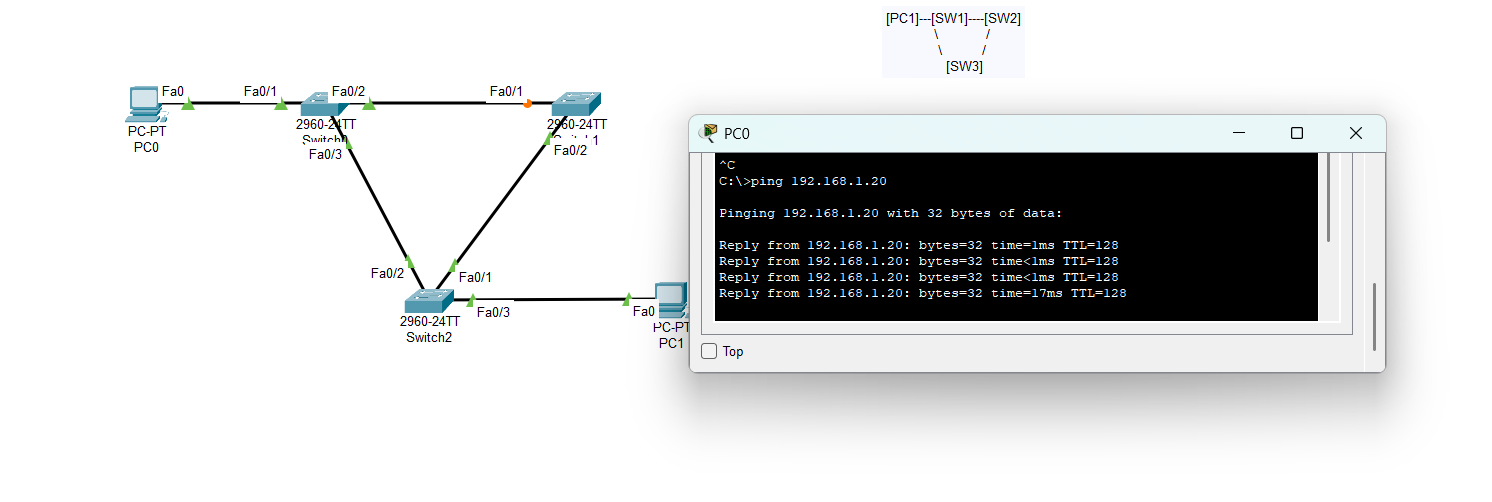 [PC1]---[SW1]----[SW2]
\ /
\ /
[SW3]
Fa0
Fa0/1
Fa0/2
Fa0/1
PC-PT
PC0
2960-24TT
2960-24TT
Fa0/3
Fa0/2
Fa0/2
Fa0/1
Fa0/3
Fa0
2960-24TT
Switch2
PC-PT
PC1
PC0
^C
C:\>ping 192.168.1.20
Pinging 192.168.1.20 with 32 bytes of data:
Reply from 192.168.1.20: bytes=32 time=1ms TTL=128
Reply from 192.168.1.20: bytes=32 time<1ms TTL=128
Reply from 192.168.1.20: bytes=32 time<1ms TTL=128
Reply from 192.168.1.20: bytes=32 time=17ms TTL=128
Top